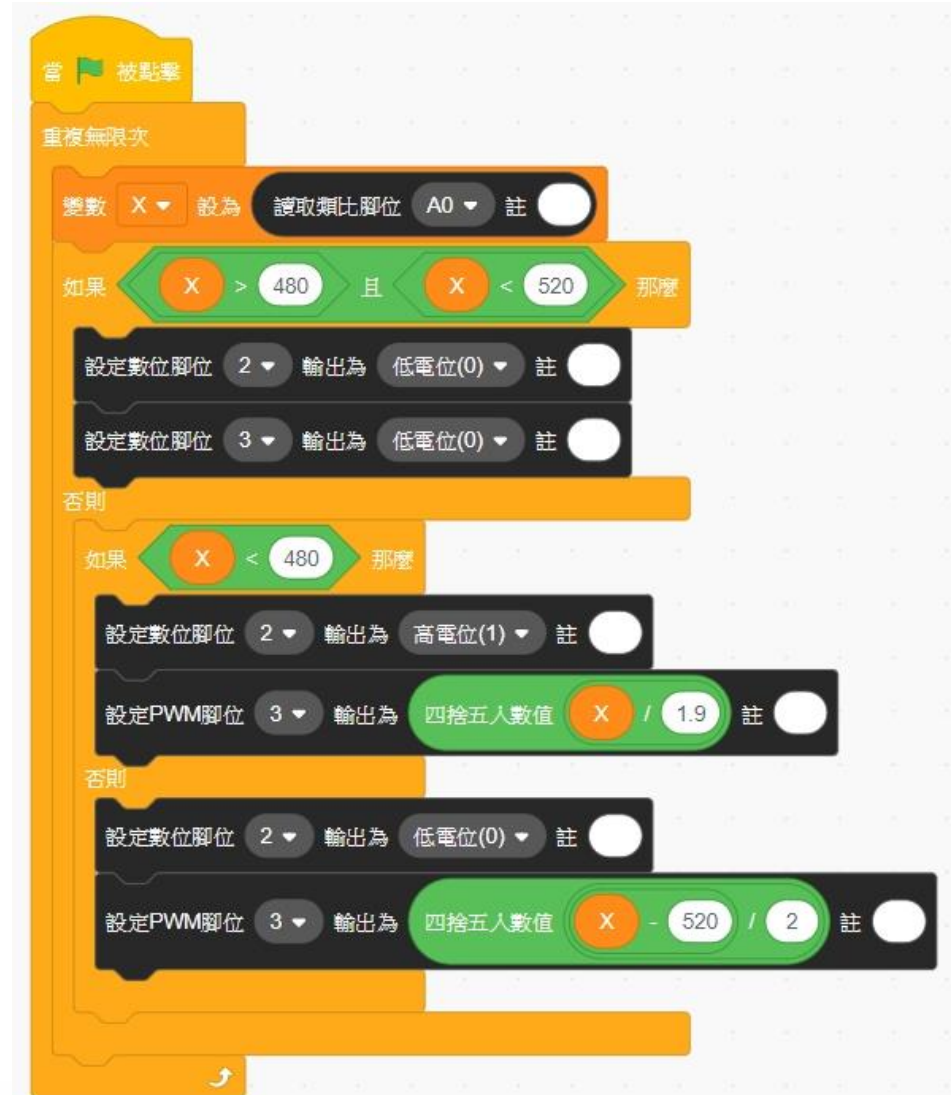 當 被點擊
重複無限次
變數 X 設為 讀取類比腳位 A0 註
如果 X > 480 且 X < 520 那麼
設定數位腳位 2 輸出為 低電位(0) 註
設定數位腳位 3 輸出為 低電位(0) 註
否則
如果 X < 480 那麼
設定數位腳位 2 輸出為 高電位(1) 註
設定PWM腳位 3 輸出為 四捨五入數值 X / 1.9 註
否則
設定數位腳位 2 輸出為 低電位(0) 註
設定PWM腳位 3 輸出為 四捨五入數值 X - 520 / 2 註